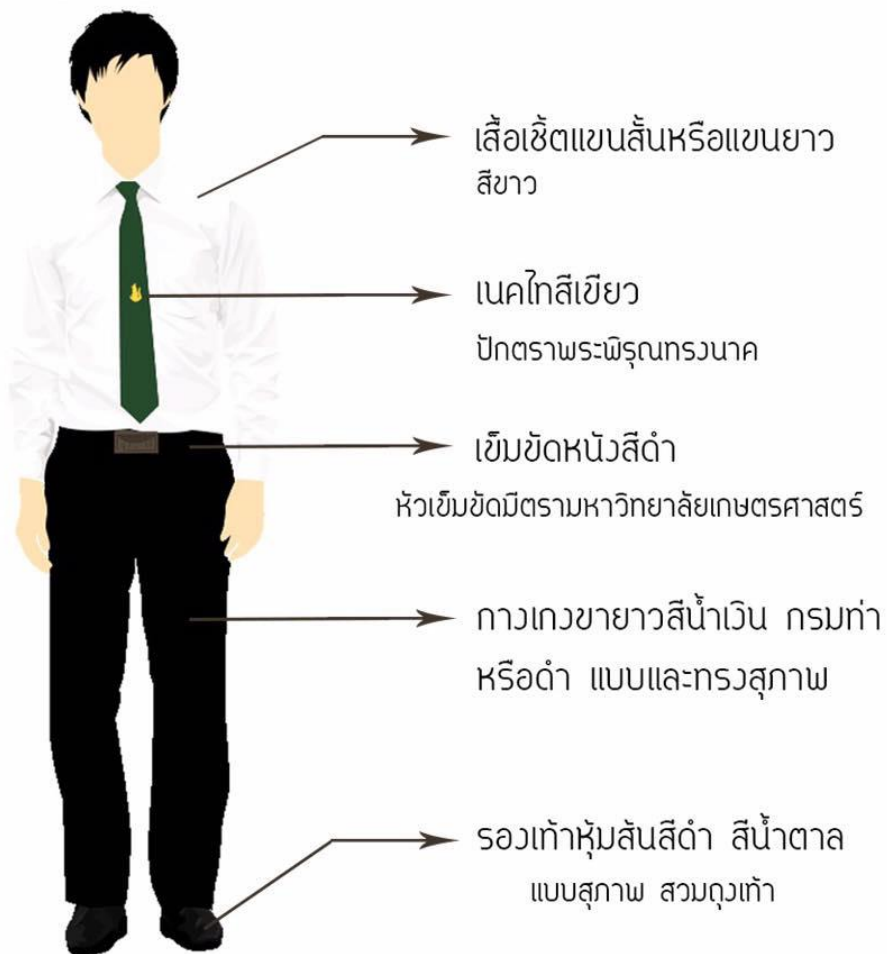 เสื้อเชิ้ตแขนสั้นหรือแขนยาว
สีขาว
เนคไทสีเขียว
ปักตราพระพิรุณทรงนาค
เข็มขัดหนังสีดำ
หัวเข็มขัดมีตรามหาวิทยาลัยเกษตรศาสตร์
กางเกงขายาวสีน้ำเงิน กรมท่า
หรือดำ แบบและทรงสุภาพ
รองเท้าหุ้มส้นสีดำ สีน้ำตาล
แบบสุภาพ สวมถุงเท้า